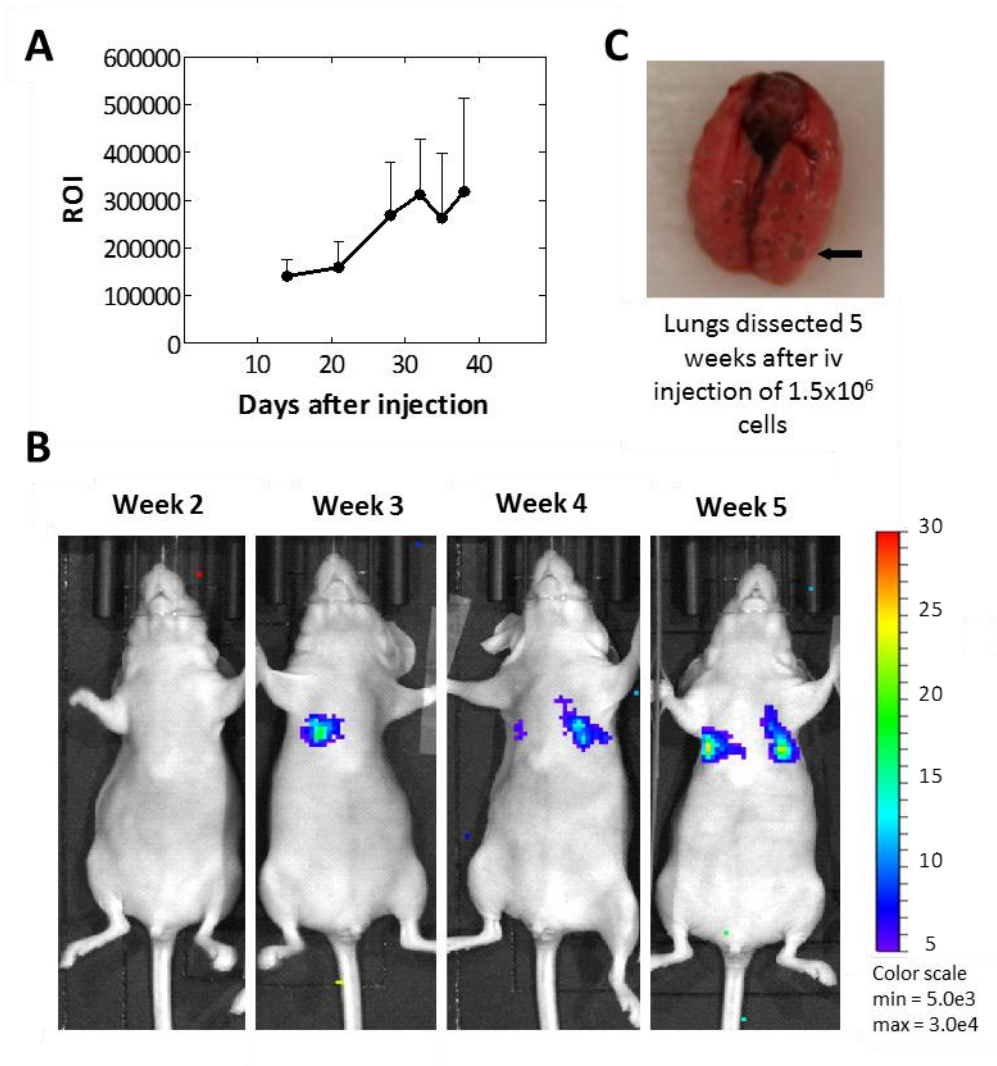 A
600000
500000
400000
300000
200000
100000
0
ROI
10 20 30 40
Days after injection
C
Lungs dissected 5
weeks after iv
injection of 1.5x10⁶
cells
B
Week 2 Week 3 Week 4 Week 5
30
25
20
15
10
5
Color scale
min = 5.0e3
max = 3.0e4